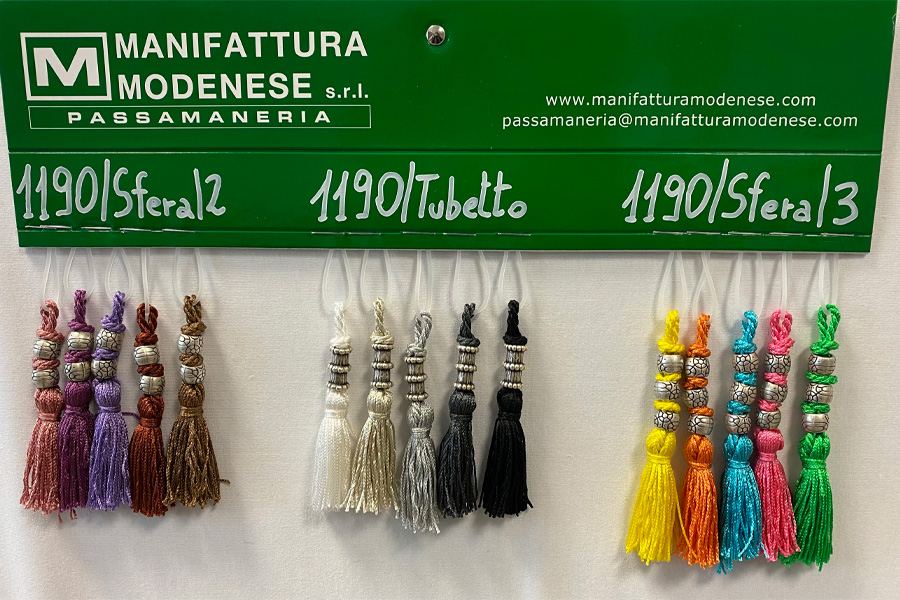 M MANIFATTURA
MODENESE s.r.l.
PASSAMANERIA
www.manifatturamodenese.com
passamaneria@manifatturamodenese.com
1190/Sfera/2
1190/Tubetto
1190/Sfera/3